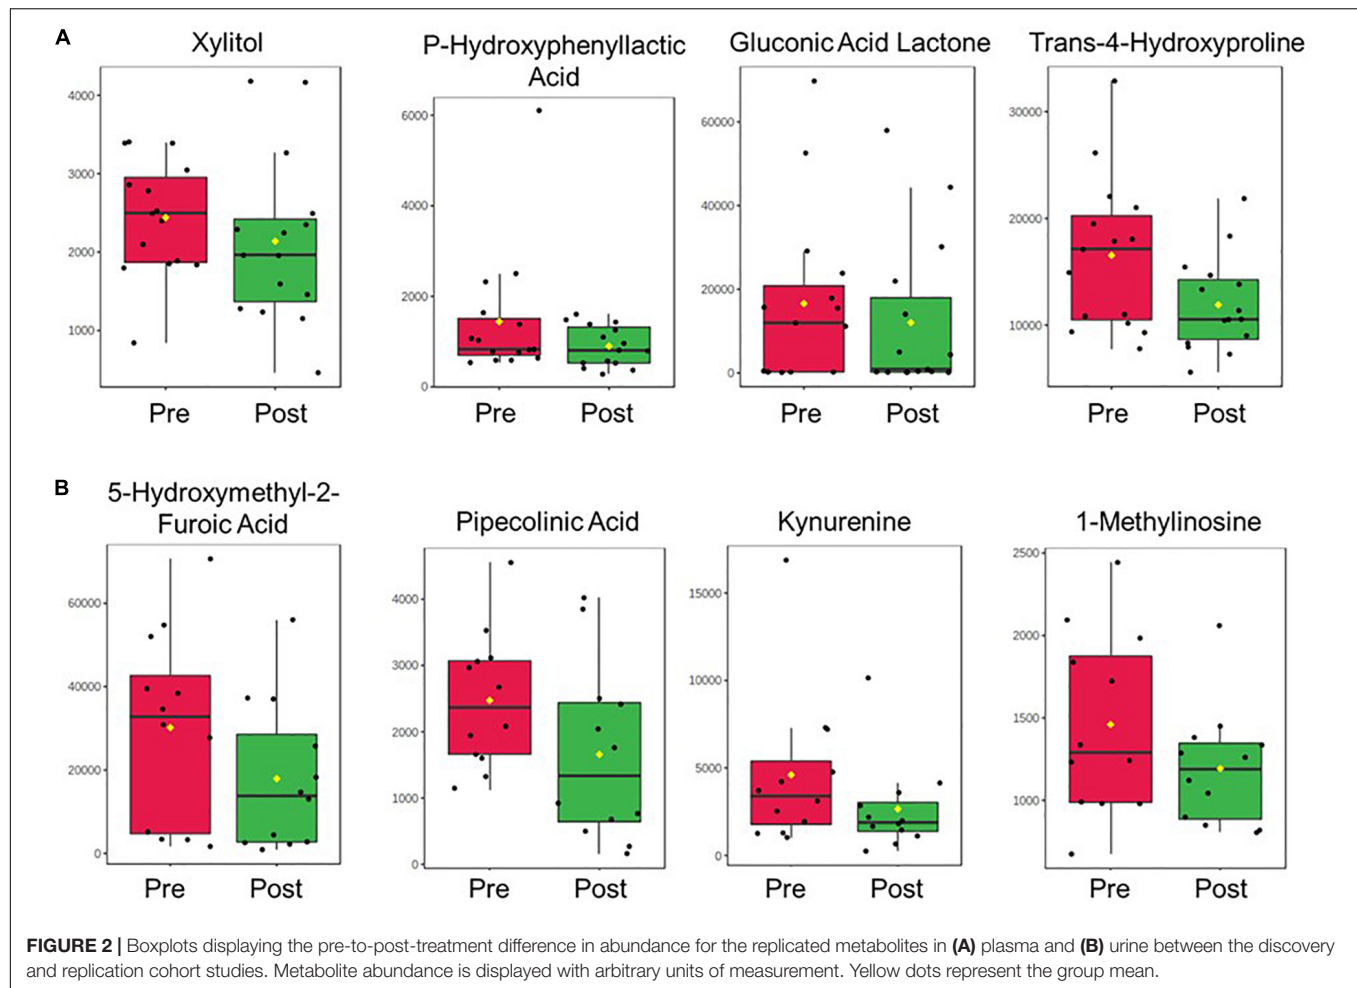 A
Xylitol
P-Hydroxyphenyllactic
Acid
Gluconic Acid Lactone
Trans-4-Hydroxyproline
4000
3000
2000
1000
Pre Post
6000
4000
2000
0
Pre Post
60000
40000
20000
0
Pre Post
30000
20000
10000
Pre Post
B
5-Hydroxymethyl-2-
Furoic Acid
Pipecolinic Acid
Kynurenine
1-Methylinosine
60000
40000
20000
0
Pre Post
4000
3000
2000
1000
0
Pre Post
15000
10000
5000
0
Pre Post
2500
2000
1500
1000
Pre Post
FIGURE 2 | Boxplots displaying the pre-to-post-treatment difference in abundance for the replicated metabolites in (A) plasma and (B) urine between the discovery
and replication cohort studies. Metabolite abundance is displayed with arbitrary units of measurement. Yellow dots represent the group mean.